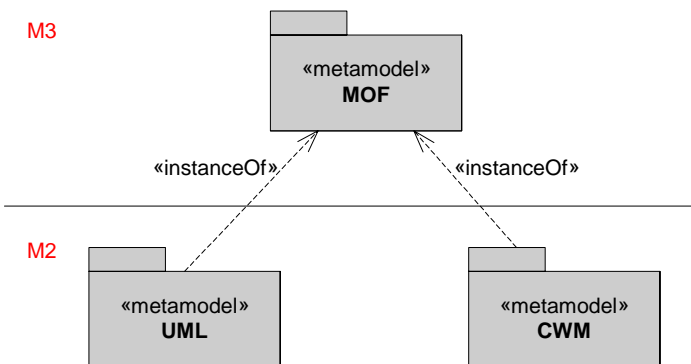 M3
«metamodel»
MOF
«instanceOf»
«instanceOf»
M2
«metamodel»
UML
«metamodel»
CWM